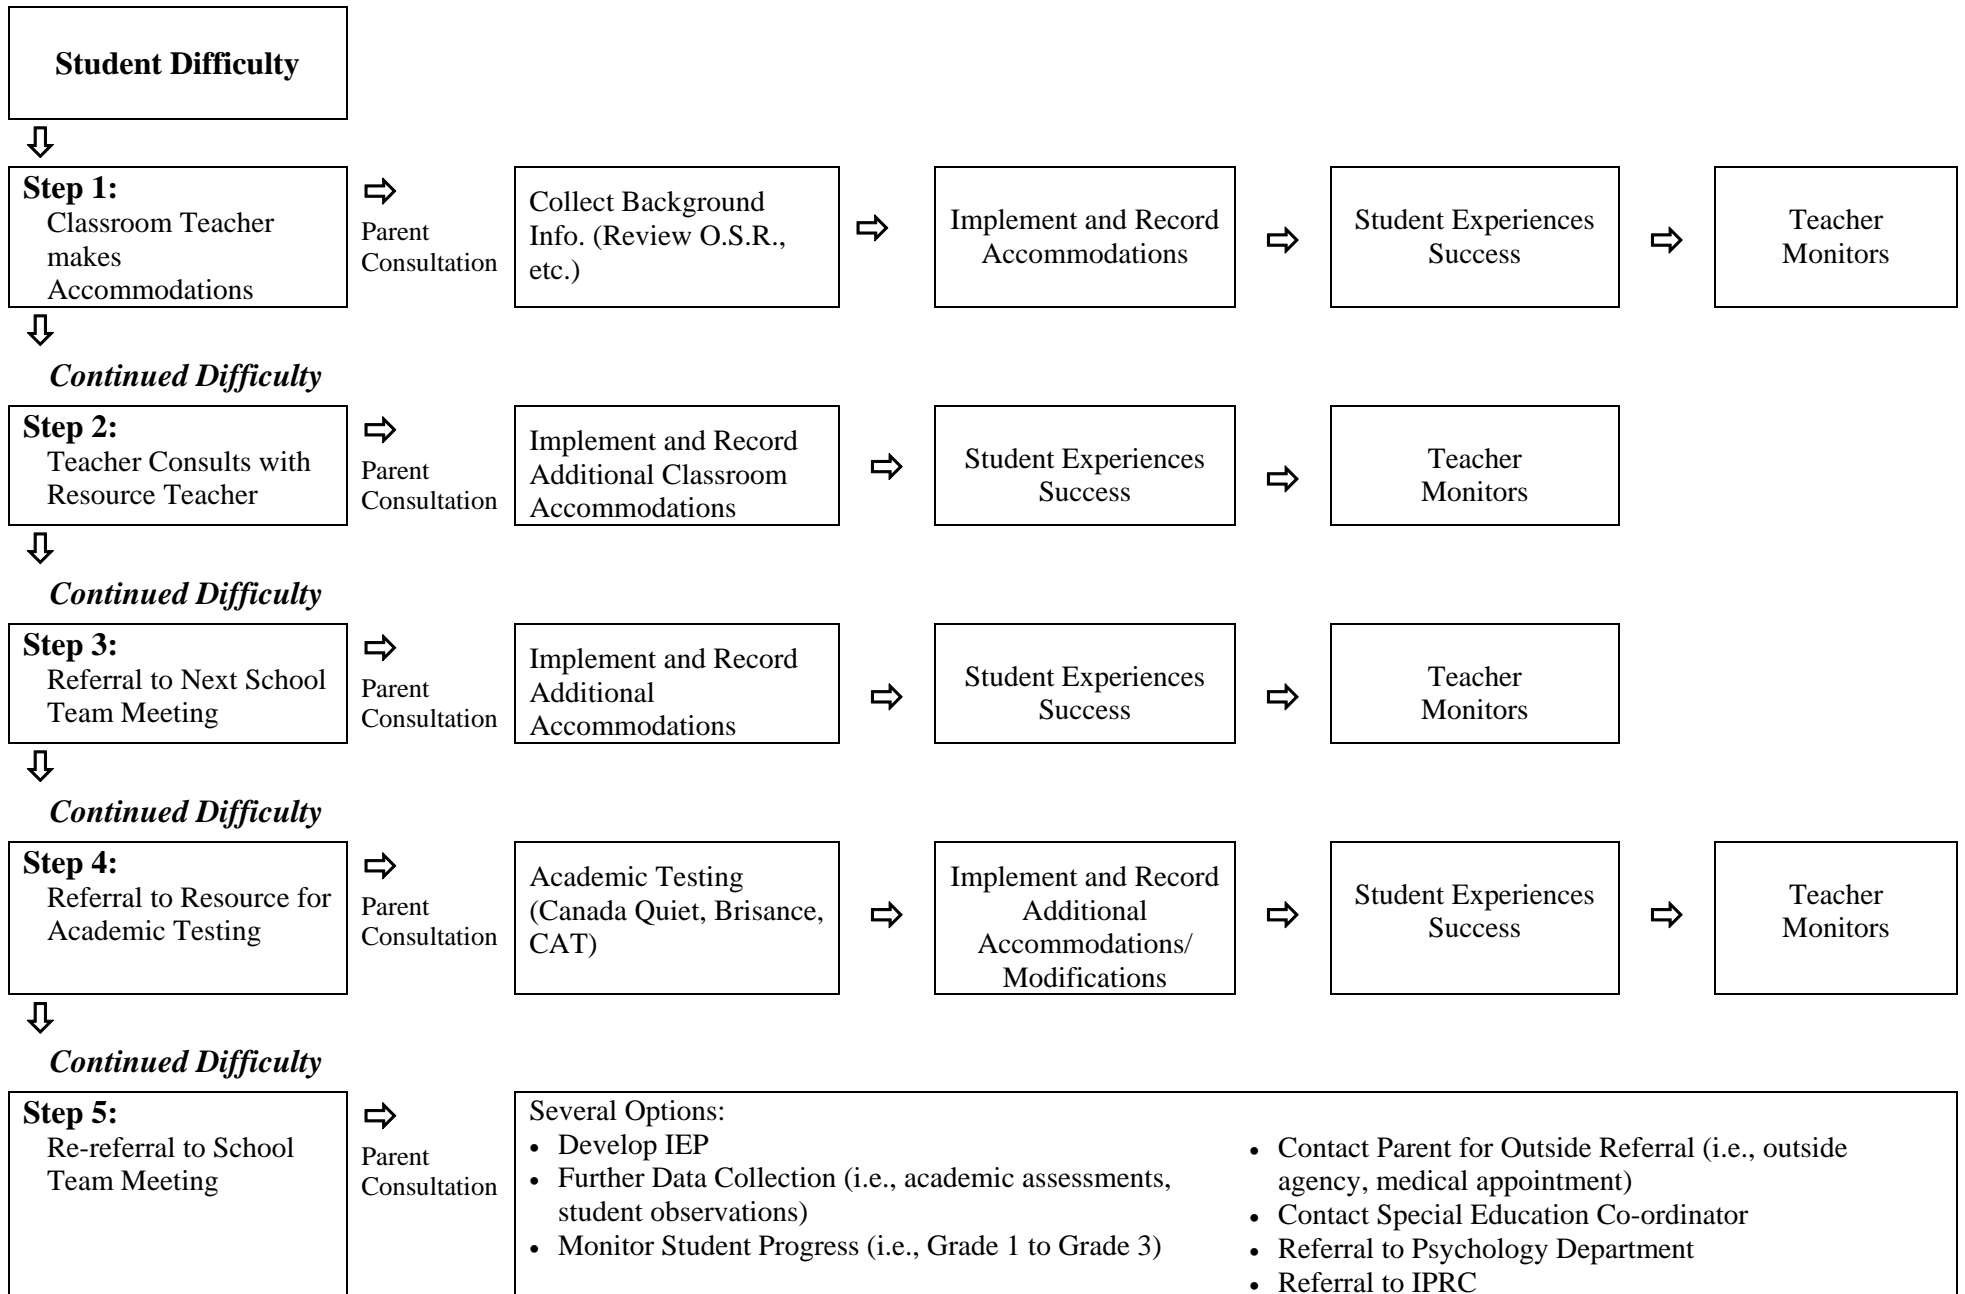 Student Difficulty
Step 1:
Classroom Teacher
makes
Accommodations
Parent
Consultation
Collect Background
Info. (Review O.S.R.,
etc.)
Implement and Record
Accommodations
Student Experiences
Success
Teacher
Monitors
Continued Difficulty
Step 2:
Teacher Consults with
Resource Teacher
Parent
Consultation
Implement and Record
Additional Classroom
Accommodations
Student Experiences
Success
Teacher
Monitors
Continued Difficulty
Step 3:
Referral to Next School
Team Meeting
Parent
Consultation
Implement and Record
Additional
Accommodations
Student Experiences
Success
Teacher
Monitors
Continued Difficulty
Step 4:
Referral to Resource for
Academic Testing
Parent
Consultation
Academic Testing
(Canada Quiet, Brisance,
CAT)
Implement and Record
Additional
Accommodations/
Modifications
Student Experiences
Success
Teacher
Monitors
Continued Difficulty
Step 5:
Re-referral to School
Team Meeting
Parent
Consultation
Several Options:
• Develop IEP
• Further Data Collection (i.e., academic assessments,
student observations)
• Monitor Student Progress (i.e., Grade 1 to Grade 3)
• Contact Parent for Outside Referral (i.e., outside
agency, medical appointment)
• Contact Special Education Co-ordinator
• Referral to Psychology Department
• Referral to IPRC